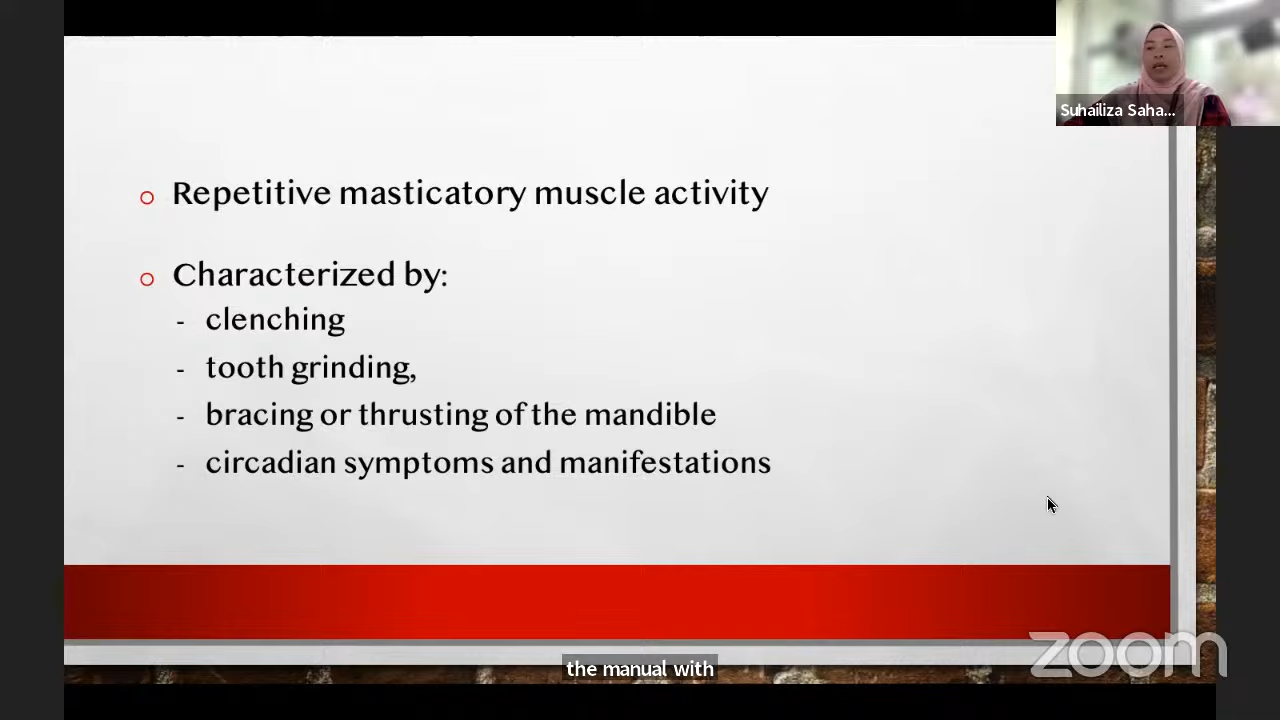 Suhailiza Saha...
Repetitive masticatory muscle activity
Characterized by:
- clenching
- tooth grinding,
- bracing or thrusting of the mandible
- circadian symptoms and manifestations
zoom
the manual with